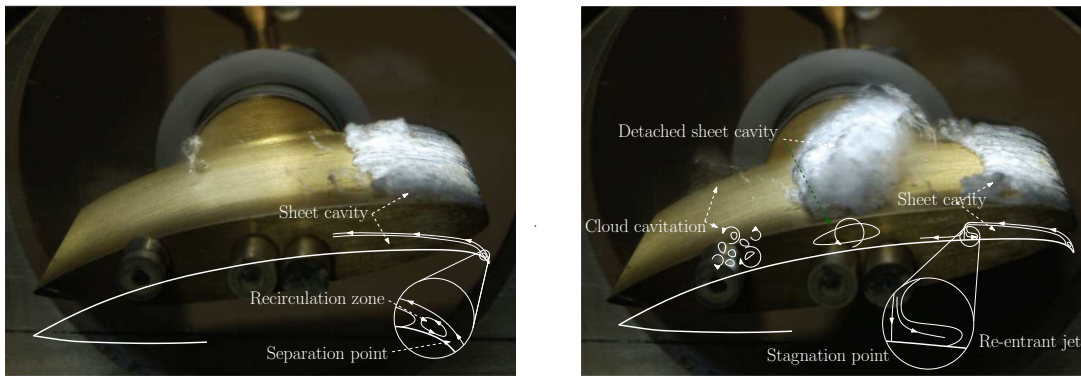 Sheet cavity
Recirculation zone
Separation point
Detached sheet cavity
Sheet cavity
Cloud cavitation
Re-entrant jet
Stagnation point